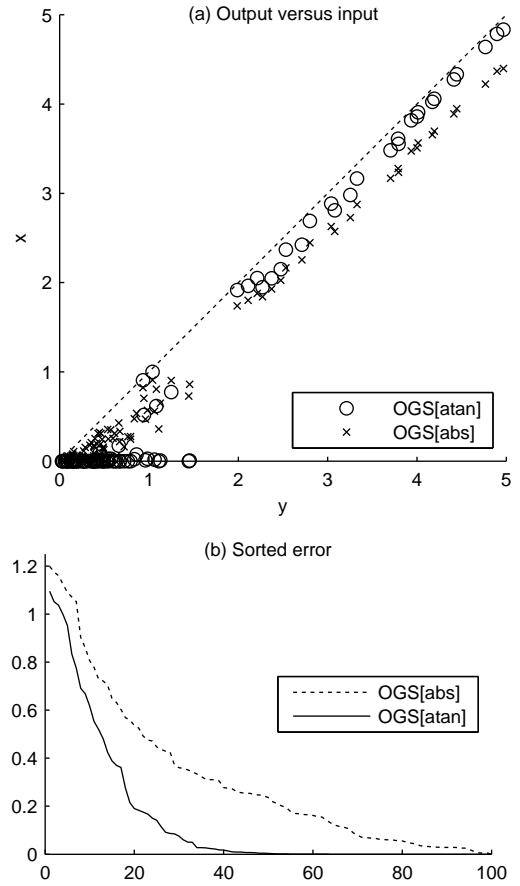 (a) Output versus input
5
4
3
2
1
0
x
0 1 2 3 4 5
y
OGS[atan]
OGS[abs]
(b) Sorted error
1.2
1
0.8
0.6
0.4
0.2
0
0 20 40 60 80 100
OGS[abs]
OGS[atan]